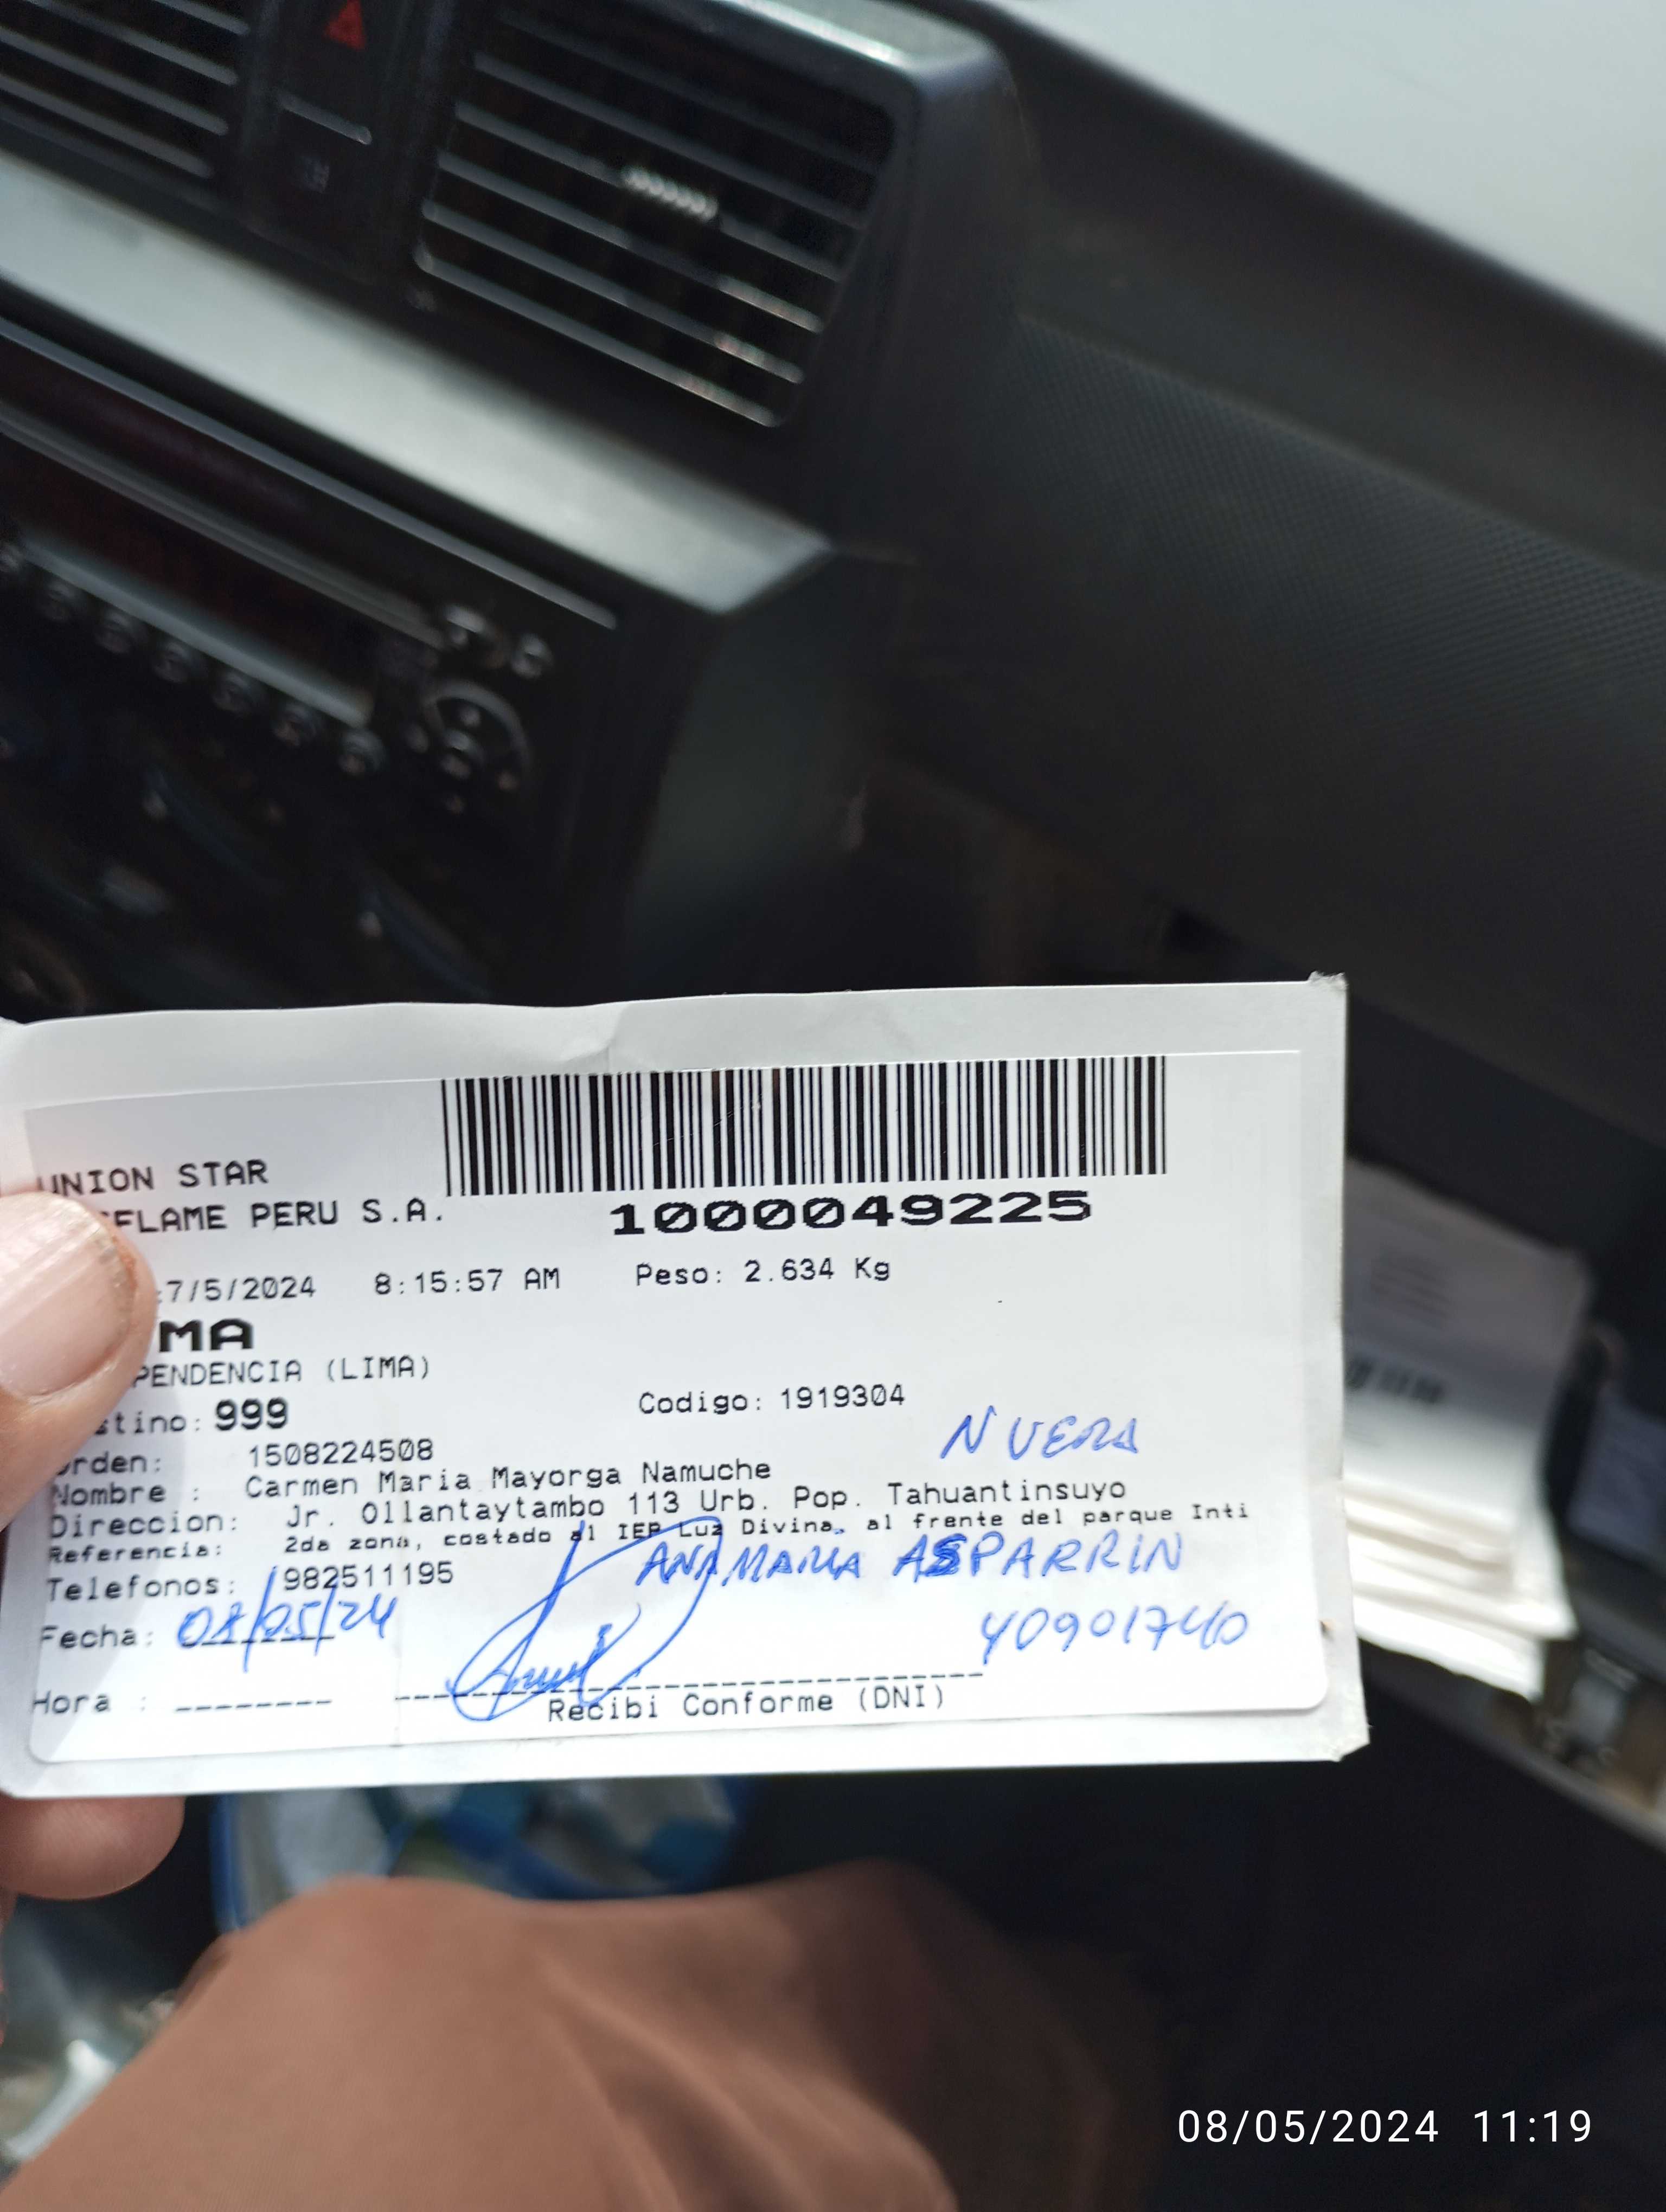 UNION STAR
FLAME PERU S.A.
1000049225
:7/5/2024 8:15:57 AM Peso: 2.634 Kg
MA
PENDENCIA (LIMA)
stino: 999 Codigo: 1919304
NUERA
Orden: 1508224508
Nombre : Carmen Maria Mayorga Namuche
Direccion: Jr. Ollantaytambo 113 Urb. Pop. Tahuantinsuyo
Referencia: 2da zona, costado al IEP Luz Divina, al frente del parque Inti
Telefonos: 982511195
ANA MARIA ASPARRIN
Fecha: 08/05/24
40901740
Hora : --------
Recibi Conforme (DNI)
08/05/2024 11:19